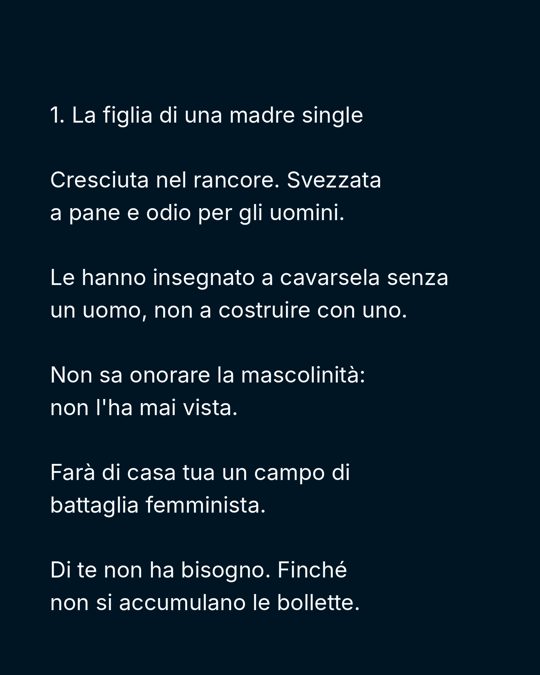 1. La figlia di una madre single
Cresciuta nel rancore. Svezzata
a pane e odio per gli uomini.
Le hanno insegnato a cavarsela senza
un uomo, non a costruire con uno.
Non sa onorare la mascolinità:
non l'ha mai vista.
Farà di casa tua un campo di
battaglia femminista.
Di te non ha bisogno. Finché
non si accumulano le bollette.